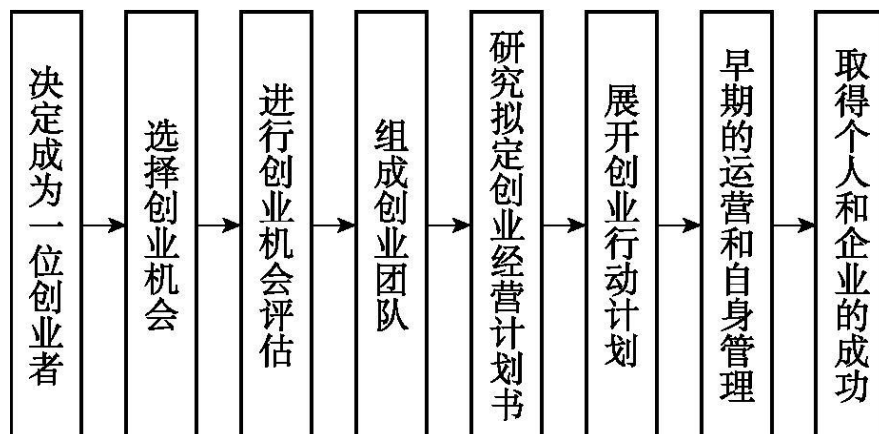 决定成为一位创业者
选择创业机会
进行创业机会评估
组成创业团队
研究拟定创业经营计划书
展开创业行动计划
早期的运营和自身管理
取得个人和企业的成功